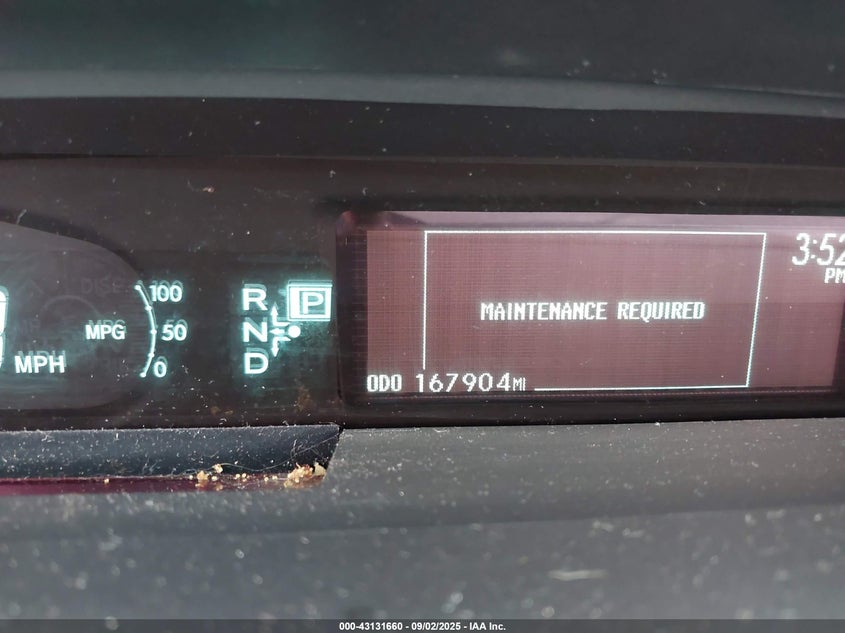 3:52
PM
100
R P
MAINTENANCE REQUIRED
MPG 50
N
MPH 0
D
ODO 167904MI
000-43131660 - 09/02/2025 - IAA Inc.